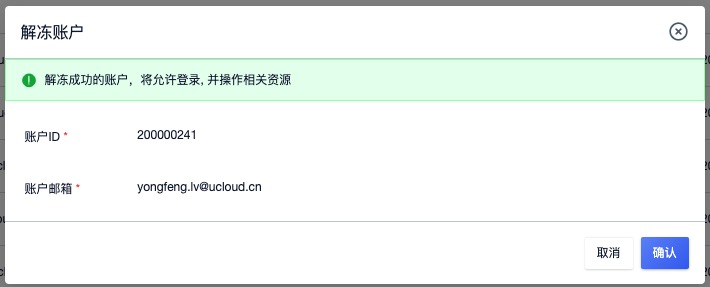 解冻账户
解冻成功的账户，将允许登录, 并操作相关资源
账户ID *
200000241
账户邮箱 *
yongfeng.lv@ucloud.cn
取消
确认